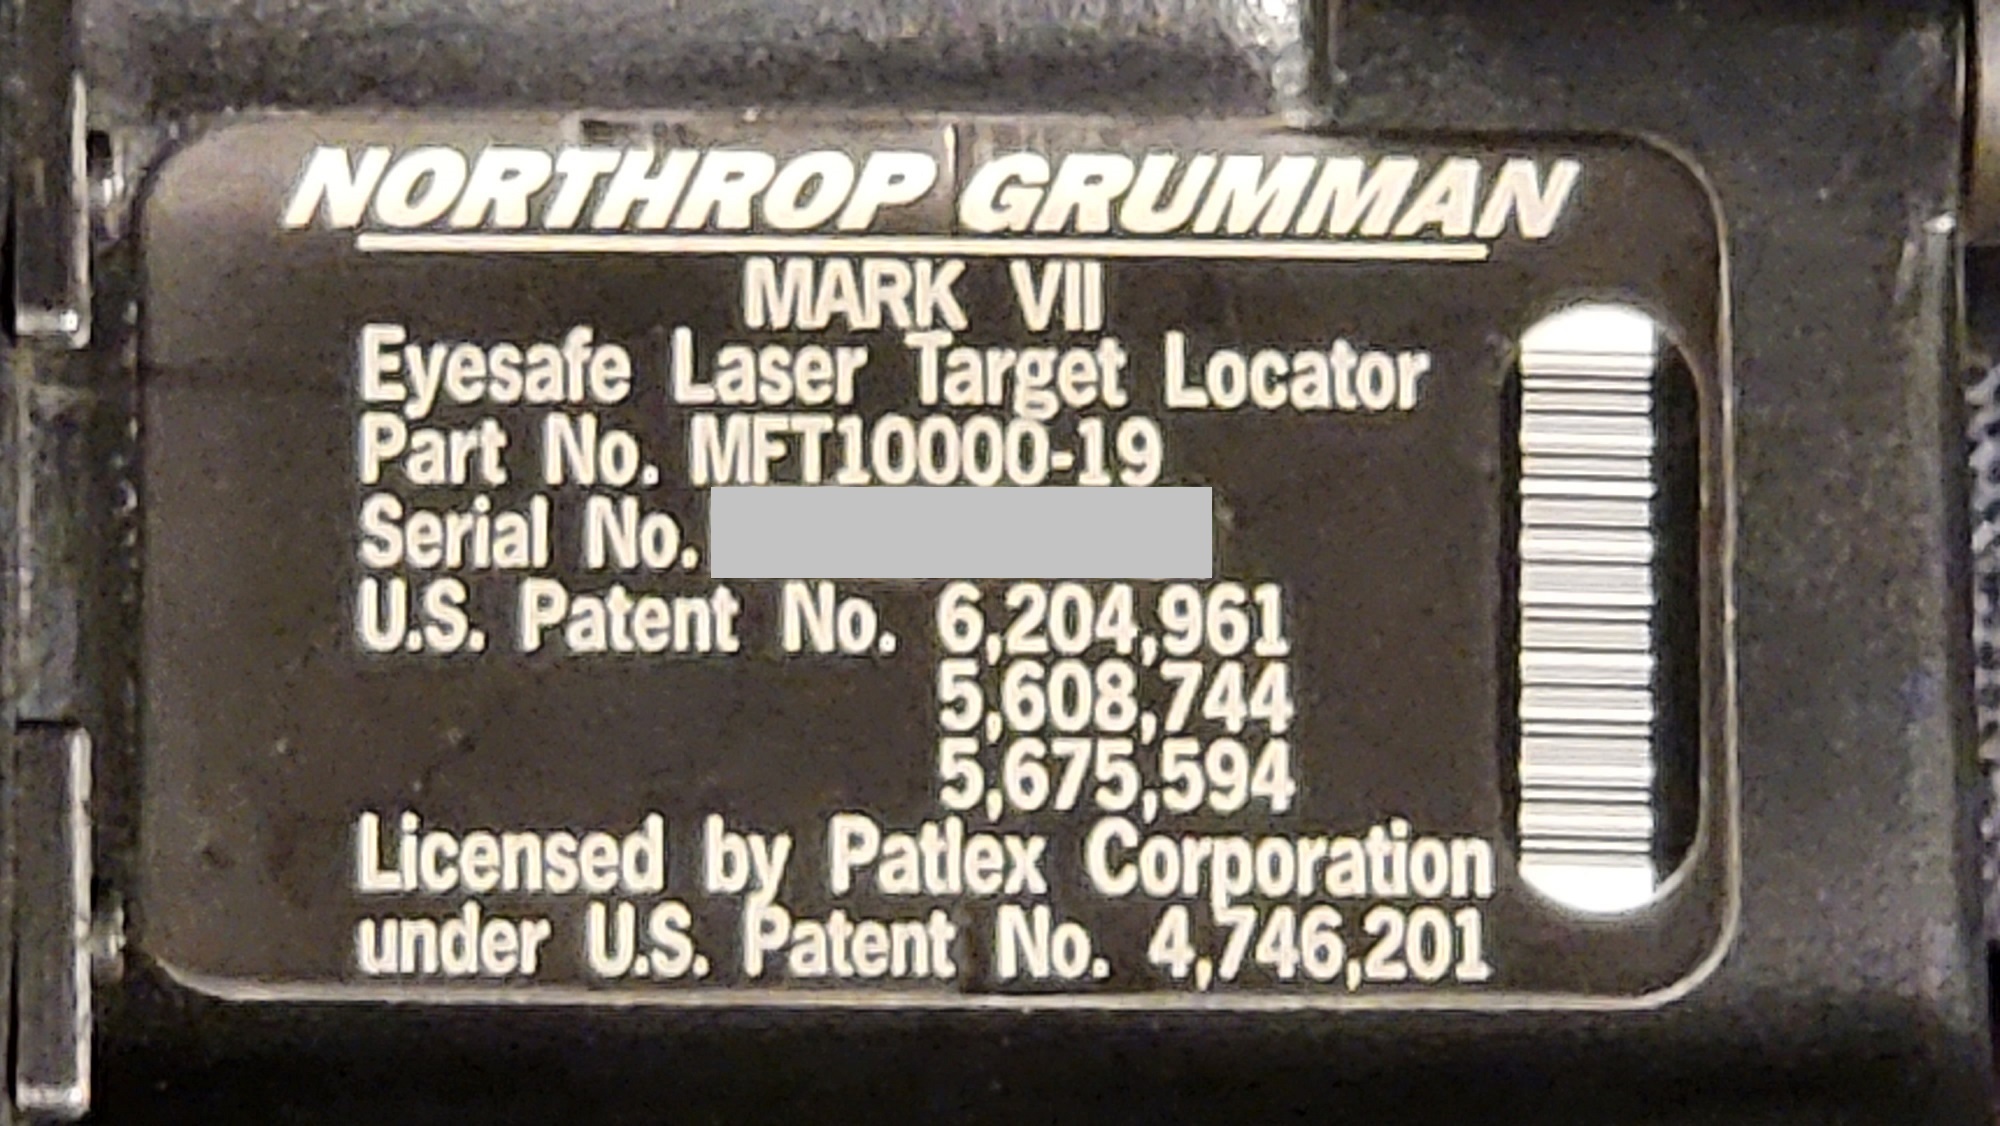 NORTHROP GRUMMAN
MARK VII
Eyesafe Laser Target Locator
Part No. MFT10000-19
Serial No.
U.S. Patent No. 6,204,961
5,608,744
5,675,594
Licensed by Patlex Corporation
under U.S. Patent No. 4,746,201